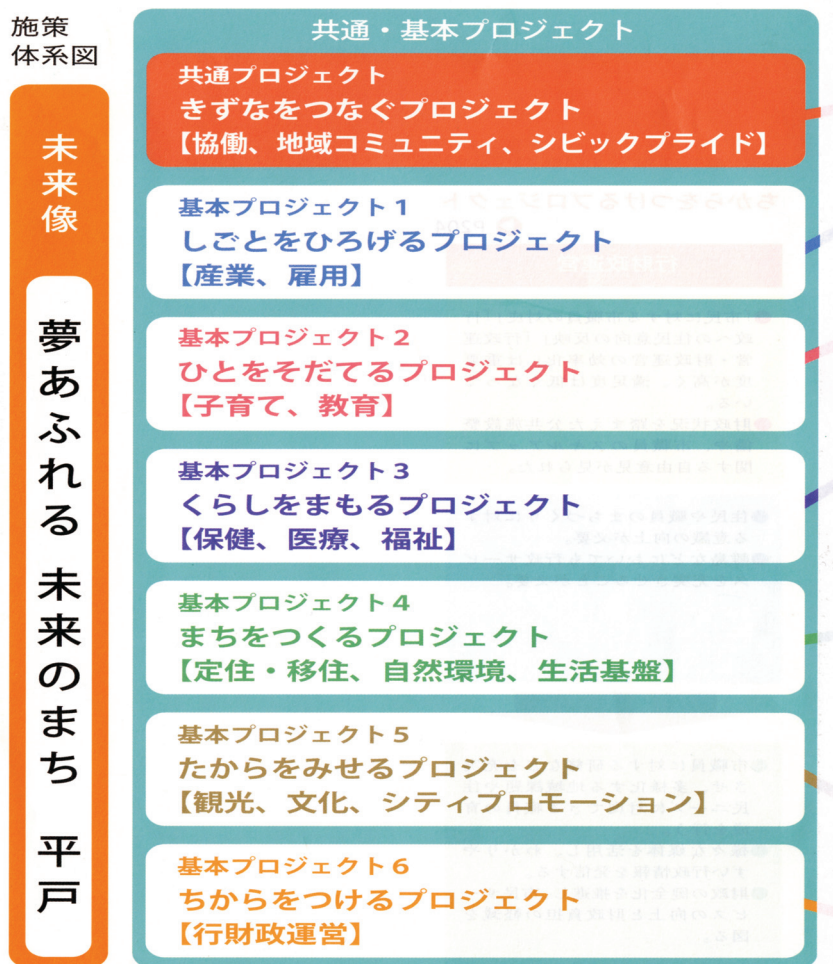 施策
体系図
未来像
夢あふれる 未来のまち 平戸
共通・基本プロジェクト
共通プロジェクト
きずなをつなぐプロジェクト
【協働、地域コミュニティ、シビックプライド】
基本プロジェクト1
しごとをひろげるプロジェクト
【産業、雇用】
基本プロジェクト2
ひとをそだてるプロジェクト
【子育て、教育】
基本プロジェクト3
くらしをまもるプロジェクト
【保健、医療、福祉】
基本プロジェクト4
まちをつくるプロジェクト
【定住・移住、自然環境、生活基盤】
基本プロジェクト5
たからをみせるプロジェクト
【観光、文化、シティプロモーション】
基本プロジェクト6
ちからをつけるプロジェクト
【行財政運営】